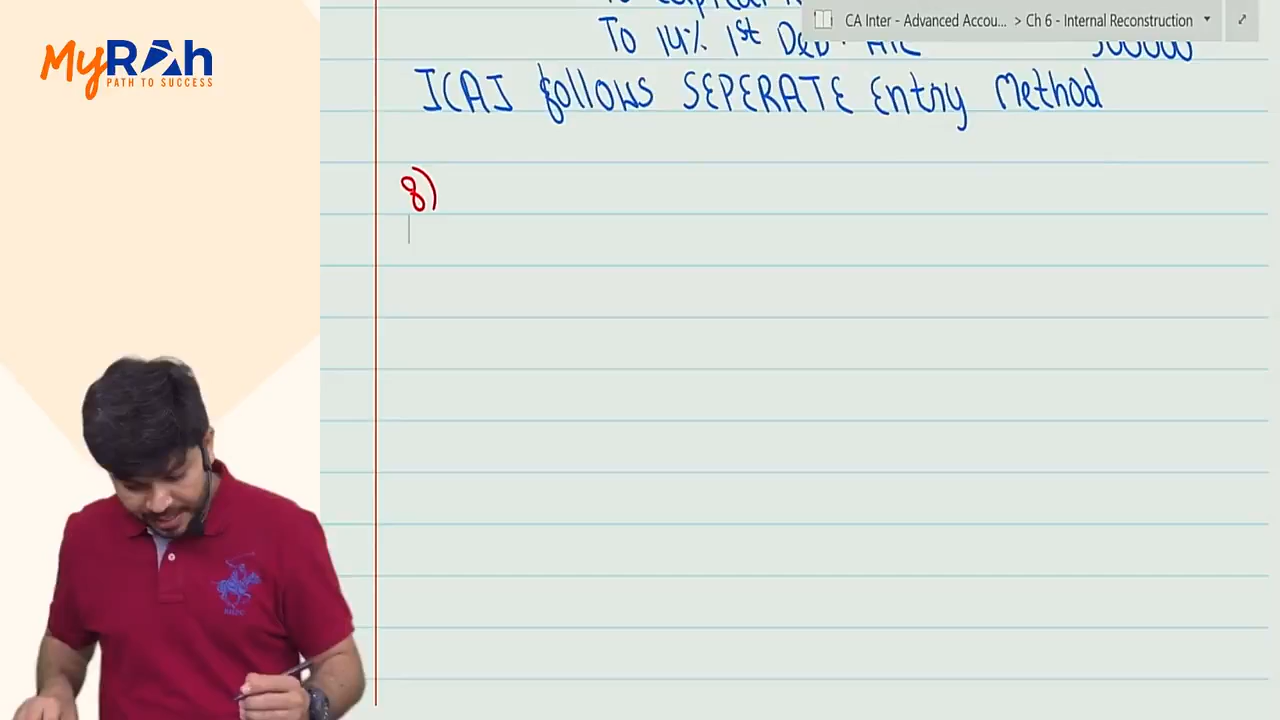 MyRAh
PATH TO SUCCESS
CA Inter - Advanced Accou... > Ch 6 - Internal Reconstruction
To 14% 1st Deb. A/c
ICAI follows SEPERATE Entry Method
8)